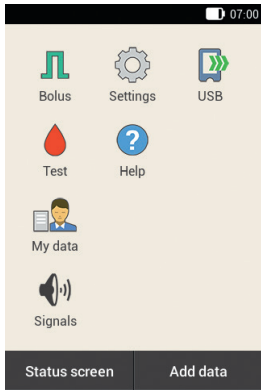 07:00
Bolus Settings USB
Test Help
My data
Signals
Status screen Add data